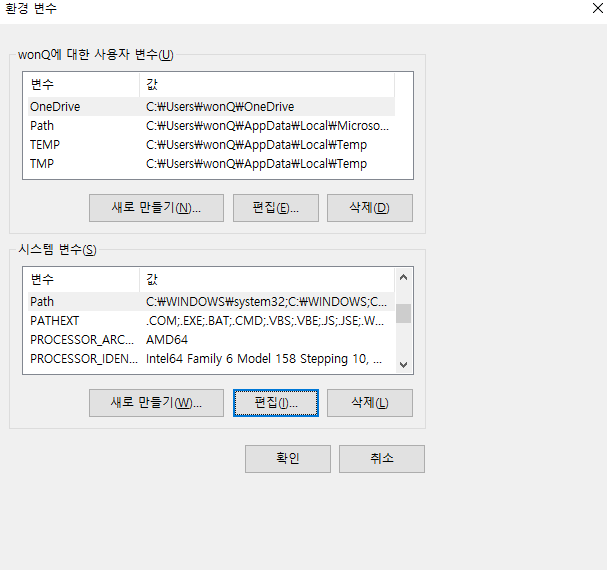 환경 변수
wonQ에 대한 사용자 변수(U)
변수 값
OneDrive C:₩Users₩wonQ₩OneDrive
Path C:₩Users₩wonQ₩AppData₩Local₩Microso...
TEMP C:₩Users₩wonQ₩AppData₩Local₩Temp
TMP C:₩Users₩wonQ₩AppData₩Local₩Temp
새로 만들기(N)... 편집(E)... 삭제(D)
시스템 변수(S)
변수 값
Path C:₩WINDOWS₩system32;C:₩WINDOWS;C...
PATHEXT .COM;.EXE;.BAT;.CMD;.VBS;.VBE;.JS;.JSE;.W...
PROCESSOR_ARC... AMD64
PROCESSOR_IDEN... Intel64 Family 6 Model 158 Stepping 10, ...
새로 만들기(W)... 편집(I)... 삭제(L)
확인 취소